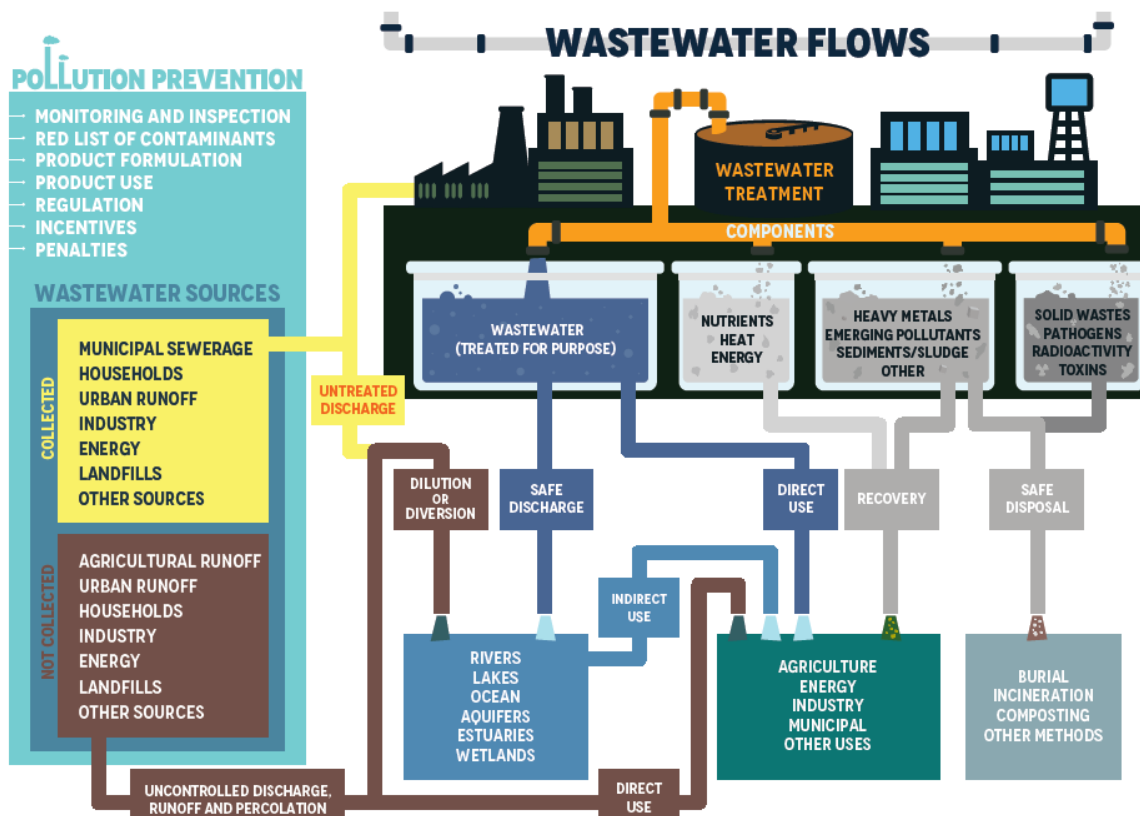 WASTEWATER FLOWS
POLLUTION PREVENTION
MONITORING AND INSPECTION
RED LIST OF CONTAMINANTS
PRODUCT FORMULATION
PRODUCT USE
REGULATION
INCENTIVES
PENALTIES
WASTEWATER SOURCES
COLLECTED
MUNICIPAL SEWERAGE
HOUSEHOLDS
URBAN RUNOFF
INDUSTRY
ENERGY
LANDFILLS
OTHER SOURCES
NOT COLLECTED
AGRICULTURAL RUNOFF
URBAN RUNOFF
HOUSEHOLDS
INDUSTRY
ENERGY
LANDFILLS
OTHER SOURCES
WASTEWATER
TREATMENT
COMPONENTS
WASTEWATER
(TREATED FOR PURPOSE)
NUTRIENTS
HEAT
ENERGY
HEAVY METALS
EMERGING POLLUTANTS
SEDIMENTS/SLUDGE
OTHER
SOLID WASTES
PATHOGENS
RADIOACTIVITY
TOXINS
UNTREATED
DISCHARGE
DILUTION
OR
DIVERSION
SAFE
DISCHARGE
DIRECT
USE
RECOVERY
SAFE
DISPOSAL
INDIRECT
USE
RIVERS
LAKES
OCEAN
AQUIFERS
ESTUARIES
WETLANDS
AGRICULTURE
ENERGY
INDUSTRY
MUNICIPAL
OTHER USES
BURIAL
INCINERATION
COMPOSTING
OTHER METHODS
UNCONTROLLED DISCHARGE,
RUNOFF AND PERCOLATION
DIRECT
USE